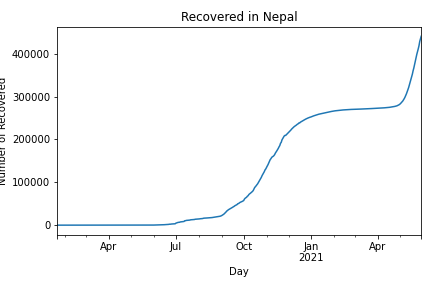 Recovered in Nepal
Number of Recovered
400000
300000
200000
100000
0
Apr
Jul
Oct
Jan
2021
Apr
Day